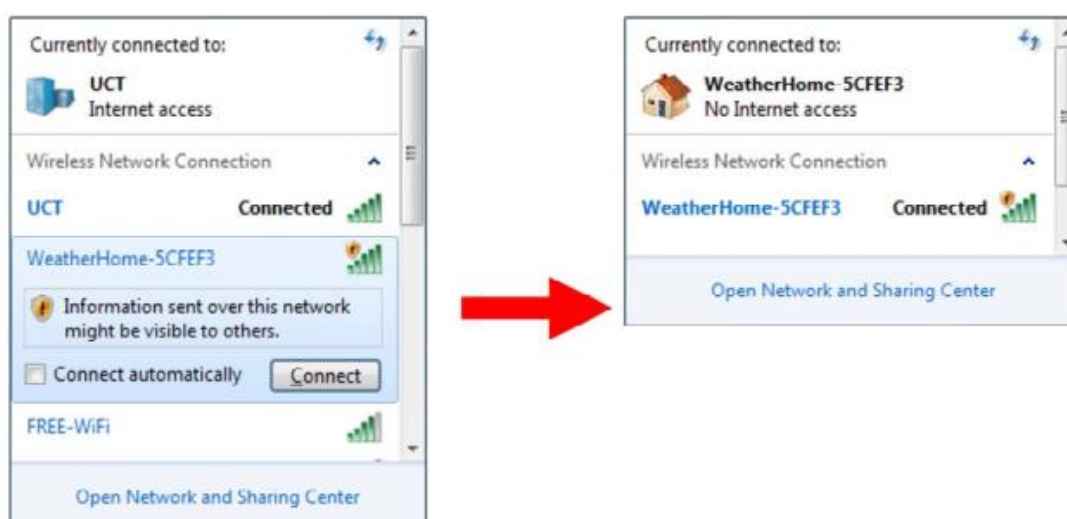 Currently connected to:
UCT
Internet access
Wireless Network Connection
UCT Connected
WeatherHome-5CFEF3
Information sent over this network
might be visible to others.
Connect automatically Connect
FREE-WiFi
Open Network and Sharing Center
Currently connected to:
WeatherHome-5CFEF3
No Internet access
Wireless Network Connection
WeatherHome-5CFEF3 Connected
Open Network and Sharing Center